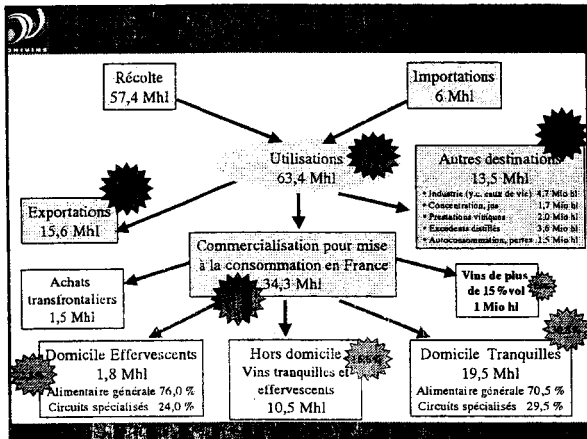 ONIVINS
Récolte
57,4 Mhl
Importations
6 Mhl
Utilisations
63,4 Mhl
Autres destinations
13,5 Mhl
• Industrie (y.c. eaux de vie) 4,7 Mio hl
• Concentration, jus 1,7 Mio hl
• Prestations viniques 2,0 Mio hl
• Excedents distillés 3,6 Mio hl
• Autoconsommation, pertes 1,5 Mio hl
Exportations
15,6 Mhl
Commercialisation pour mise
à la consommation en France
34,3 Mhl
Achats
transfrontaliers
1,5 Mhl
Vins de plus
de 15 % vol
1 Mio hl
Domicile Effervescents
1,8 Mhl
Alimentaire générale 76,0 %
Circuits spécialisés 24,0 %
Hors domicile
Vins tranquilles et
effervescents
10,5 Mhl
Domicile Tranquilles
19,5 Mhl
Alimentaire générale 70,5 %
Circuits spécialisés 29,5 %